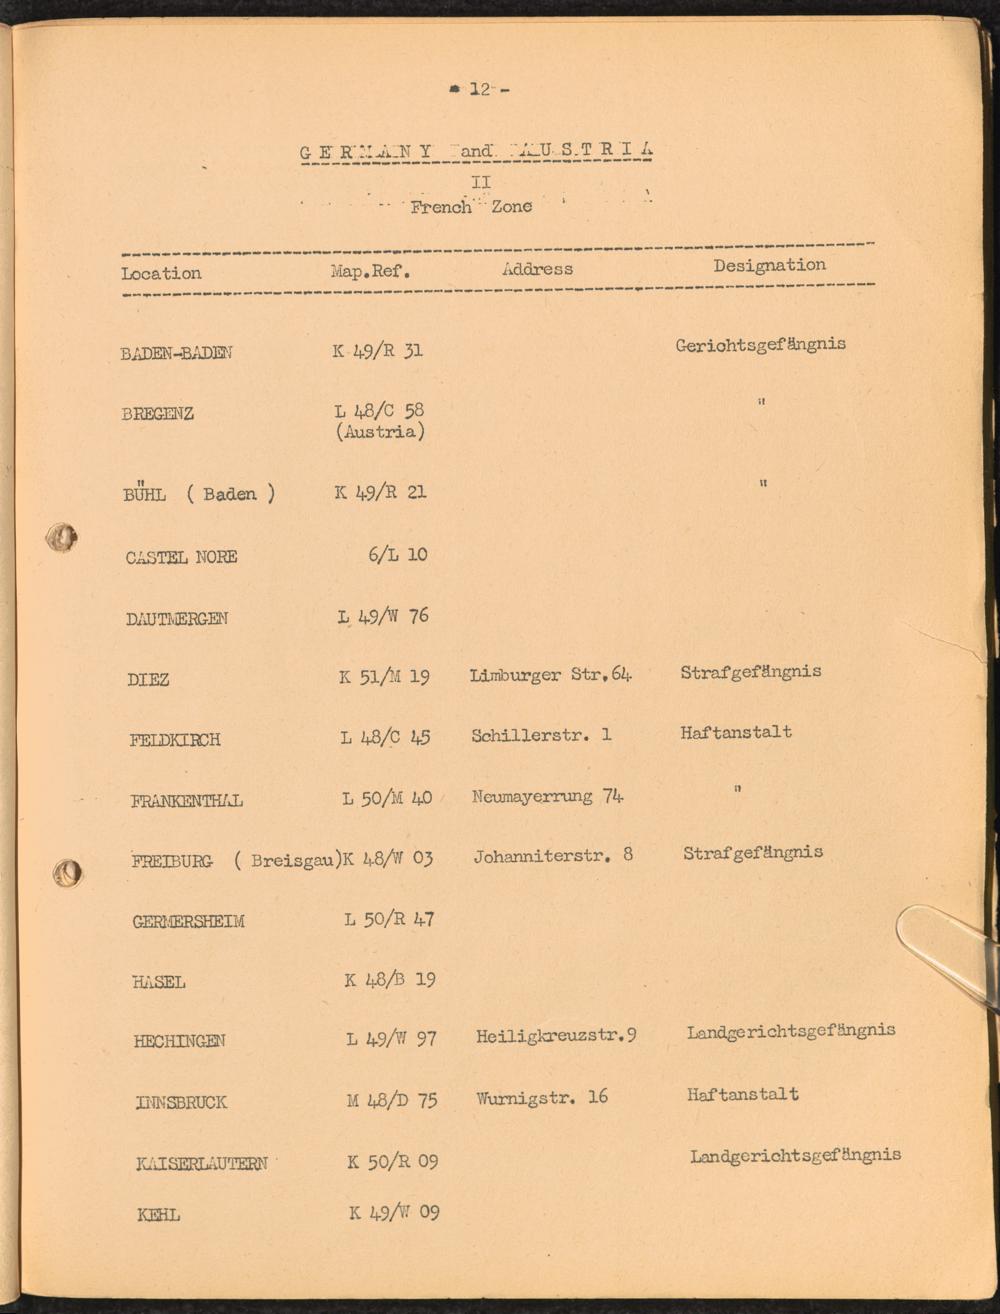 - 12 -
GERMANY and AUSTRIA
II
French Zone
Location Map.Ref. Address Designation
BADEN-BADEN K 49/R 31 Gerichtsgefängnis
BREGENZ L 48/C 58 "
(Austria)
BÜHL ( Baden ) K 49/R 21 "
CASTEL NORE 6/L 10
DAUTMERGEN L 49/W 76
DIEZ K 51/M 19 Limburger Str.64 Strafgefängnis
FELDKIRCH L 48/C 45 Schillerstr. 1 Haftanstalt
FRANKENTHAL L 50/M 40 Neumayerrung 74 "
FREIBURG ( Breisgau)K 48/W 03 Johanniterstr. 8 Strafgefängnis
GERMERSHEIM L 50/R 47
HASEL K 48/B 19
HECHINGEN L 49/W 97 Heiligkreuzstr.9 Landgerichtsgefängnis
INNSBRUCK M 48/D 75 Wurnigstr. 16 Haftanstalt
KAISERLAUTERN K 50/R 09 Landgerichtsgefängnis
KEHL K 49/W 09